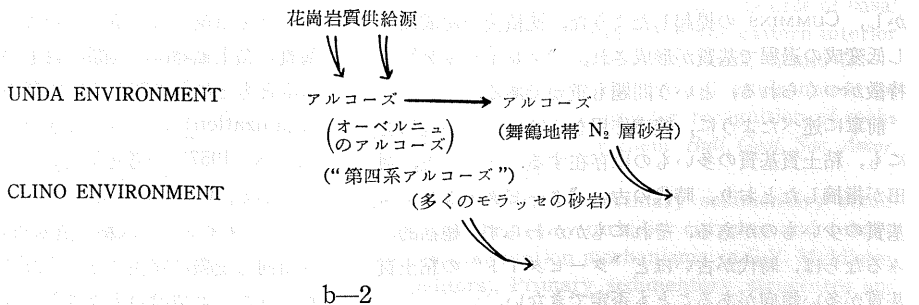 花崗岩質供給源
UNDA ENVIRONMENT アルコーズ アルコーズ
(オーベルニュのアルコーズ) (舞鶴地帯 N₂ 層砂岩)
(“第四系アルコーズ”)
CLINO ENVIRONMENT (多くのモラッセの砂岩)
b—2